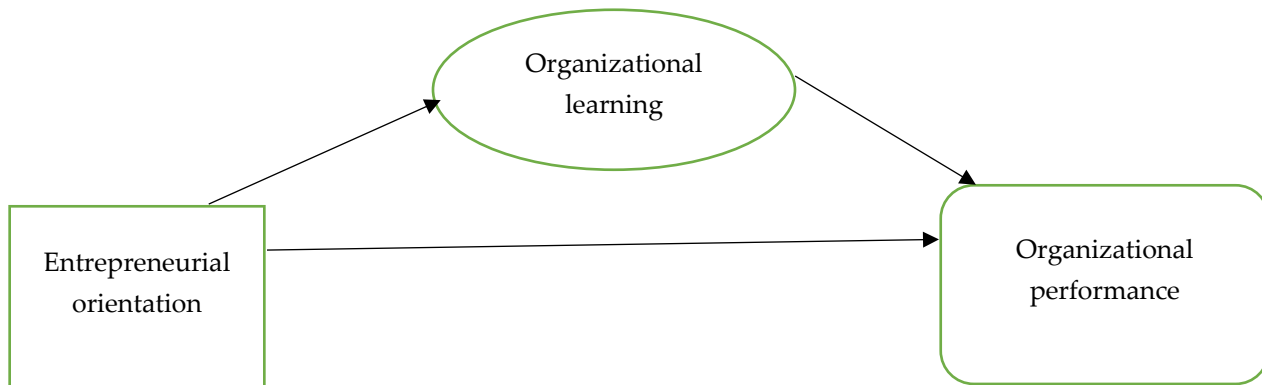 Organizational
learning
Entrepreneurial
orientation
Organizational
performance